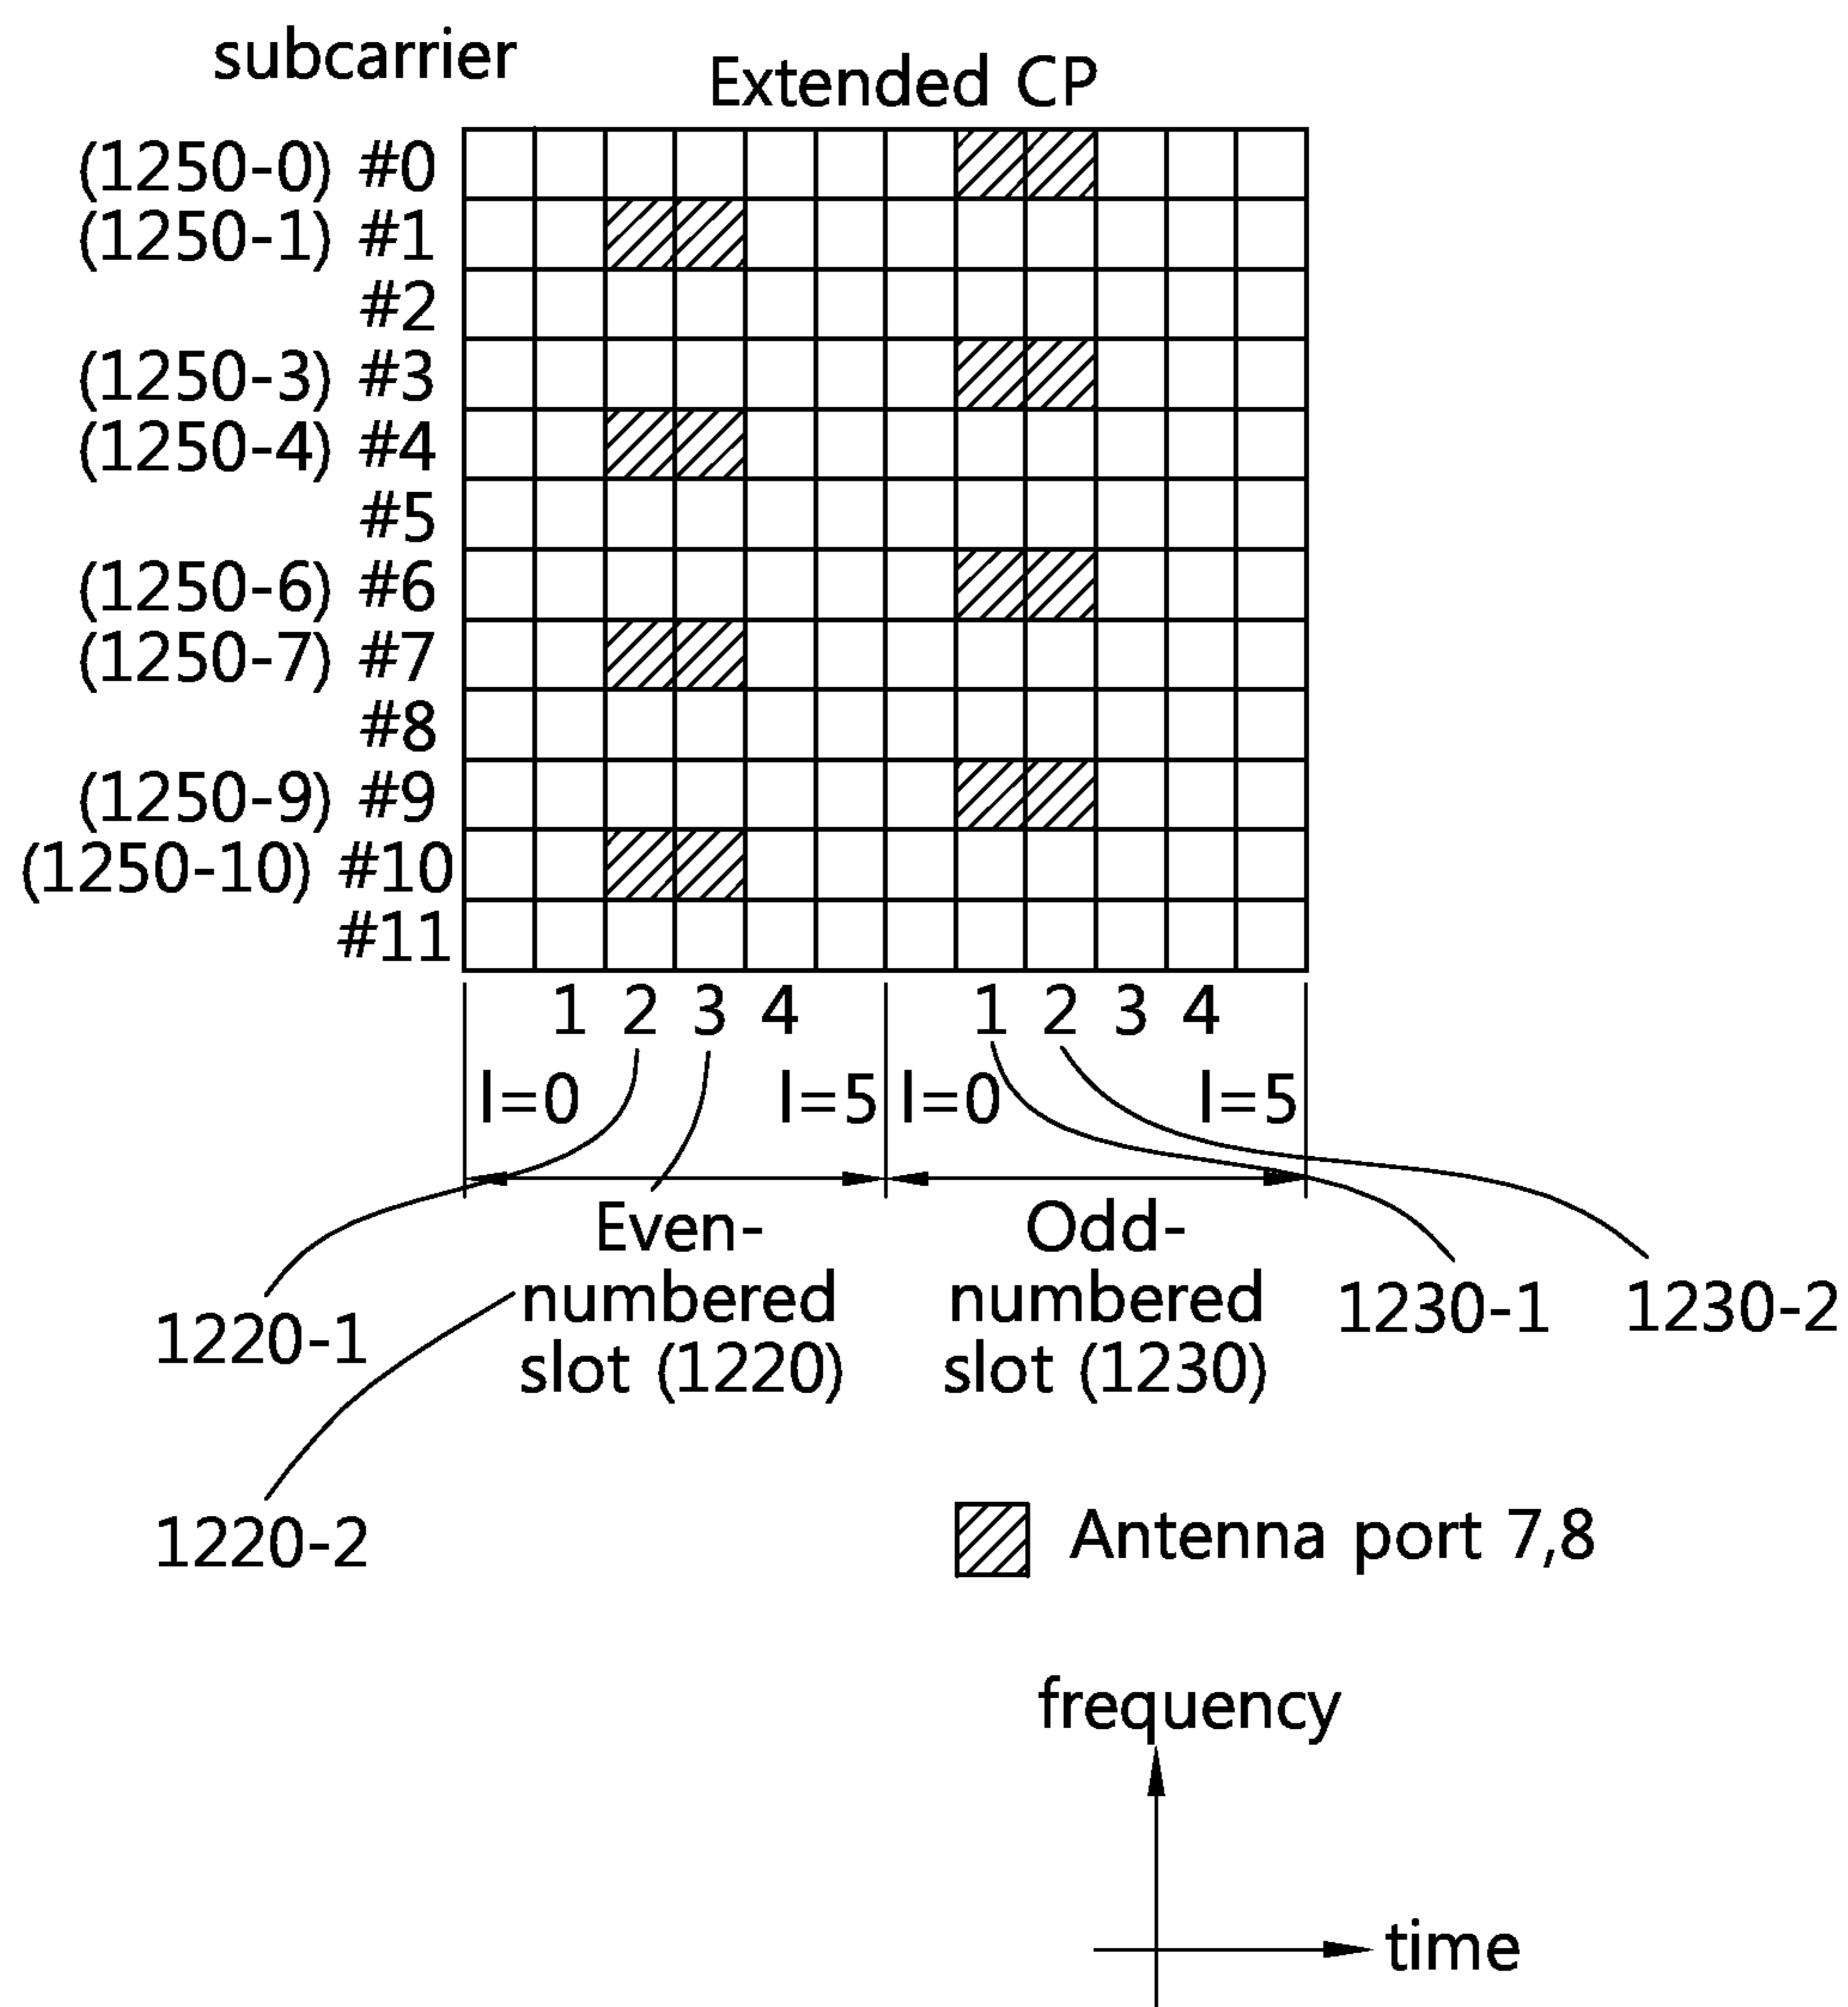 subcarrier
Extended CP
(1250-0) #0
(1250-1) #1
#2
(1250-3) #3
(1250-4) #4
#5
(1250-6) #6
(1250-7) #7
#8
(1250-9) #9
(1250-10) #10
#11
1 2 3 4 1 2 3 4
l=0 l=5 l=0 l=5
Even-
numbered
slot (1220)
Odd-
numbered
slot (1230)
1220-1
1230-1
1230-2
1220-2
Antenna port 7,8
frequency
time